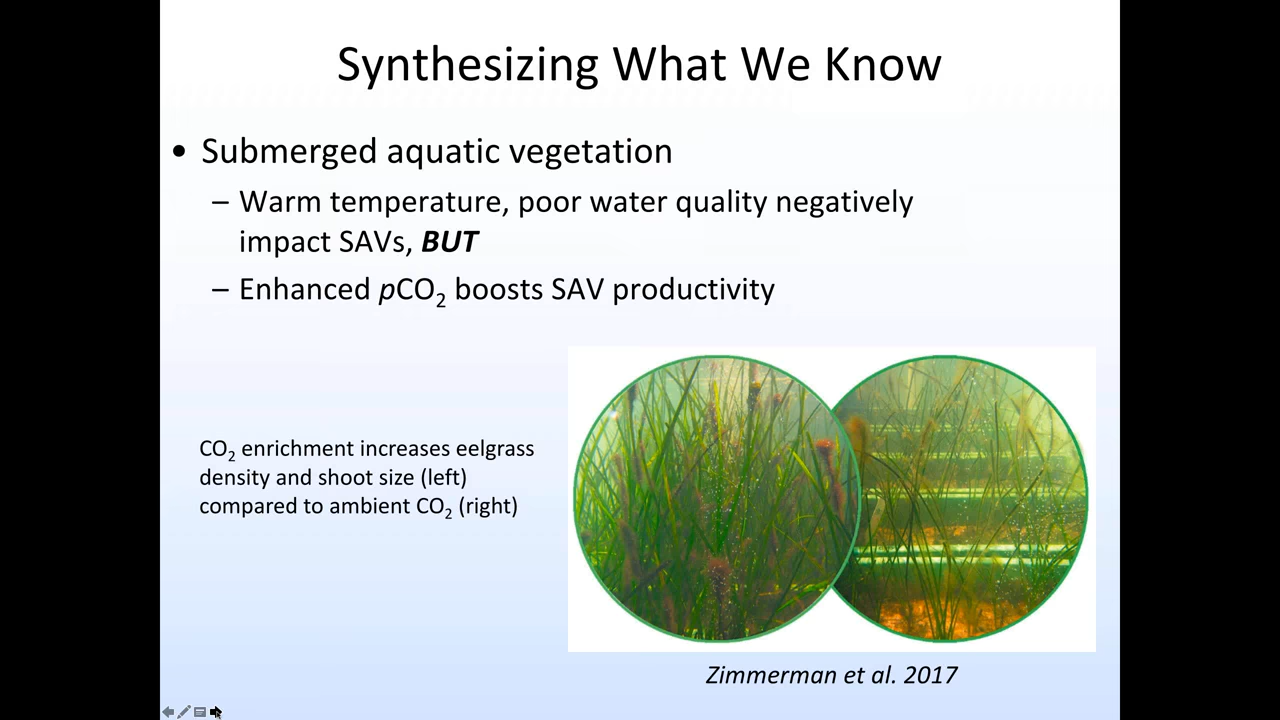 Synthesizing What We Know
• Submerged aquatic vegetation
– Warm temperature, poor water quality negatively
impact SAVs, BUT
– Enhanced pCO₂ boosts SAV productivity
CO₂ enrichment increases eelgrass
density and shoot size (left)
compared to ambient CO₂ (right)
Zimmerman et al. 2017